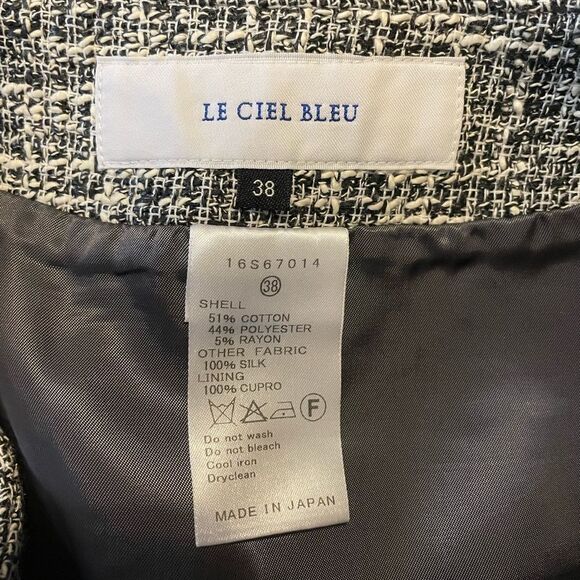 LE CIEL BLEU
38
16S67014
38
SHELL
51% COTTON
44% POLYESTER
5% RAYON
OTHER FABRIC
100% SILK
LINING
100% CUPRO
F
Do not wash
Do not bleach
Cool iron
Dryclean
MADE IN JAPAN